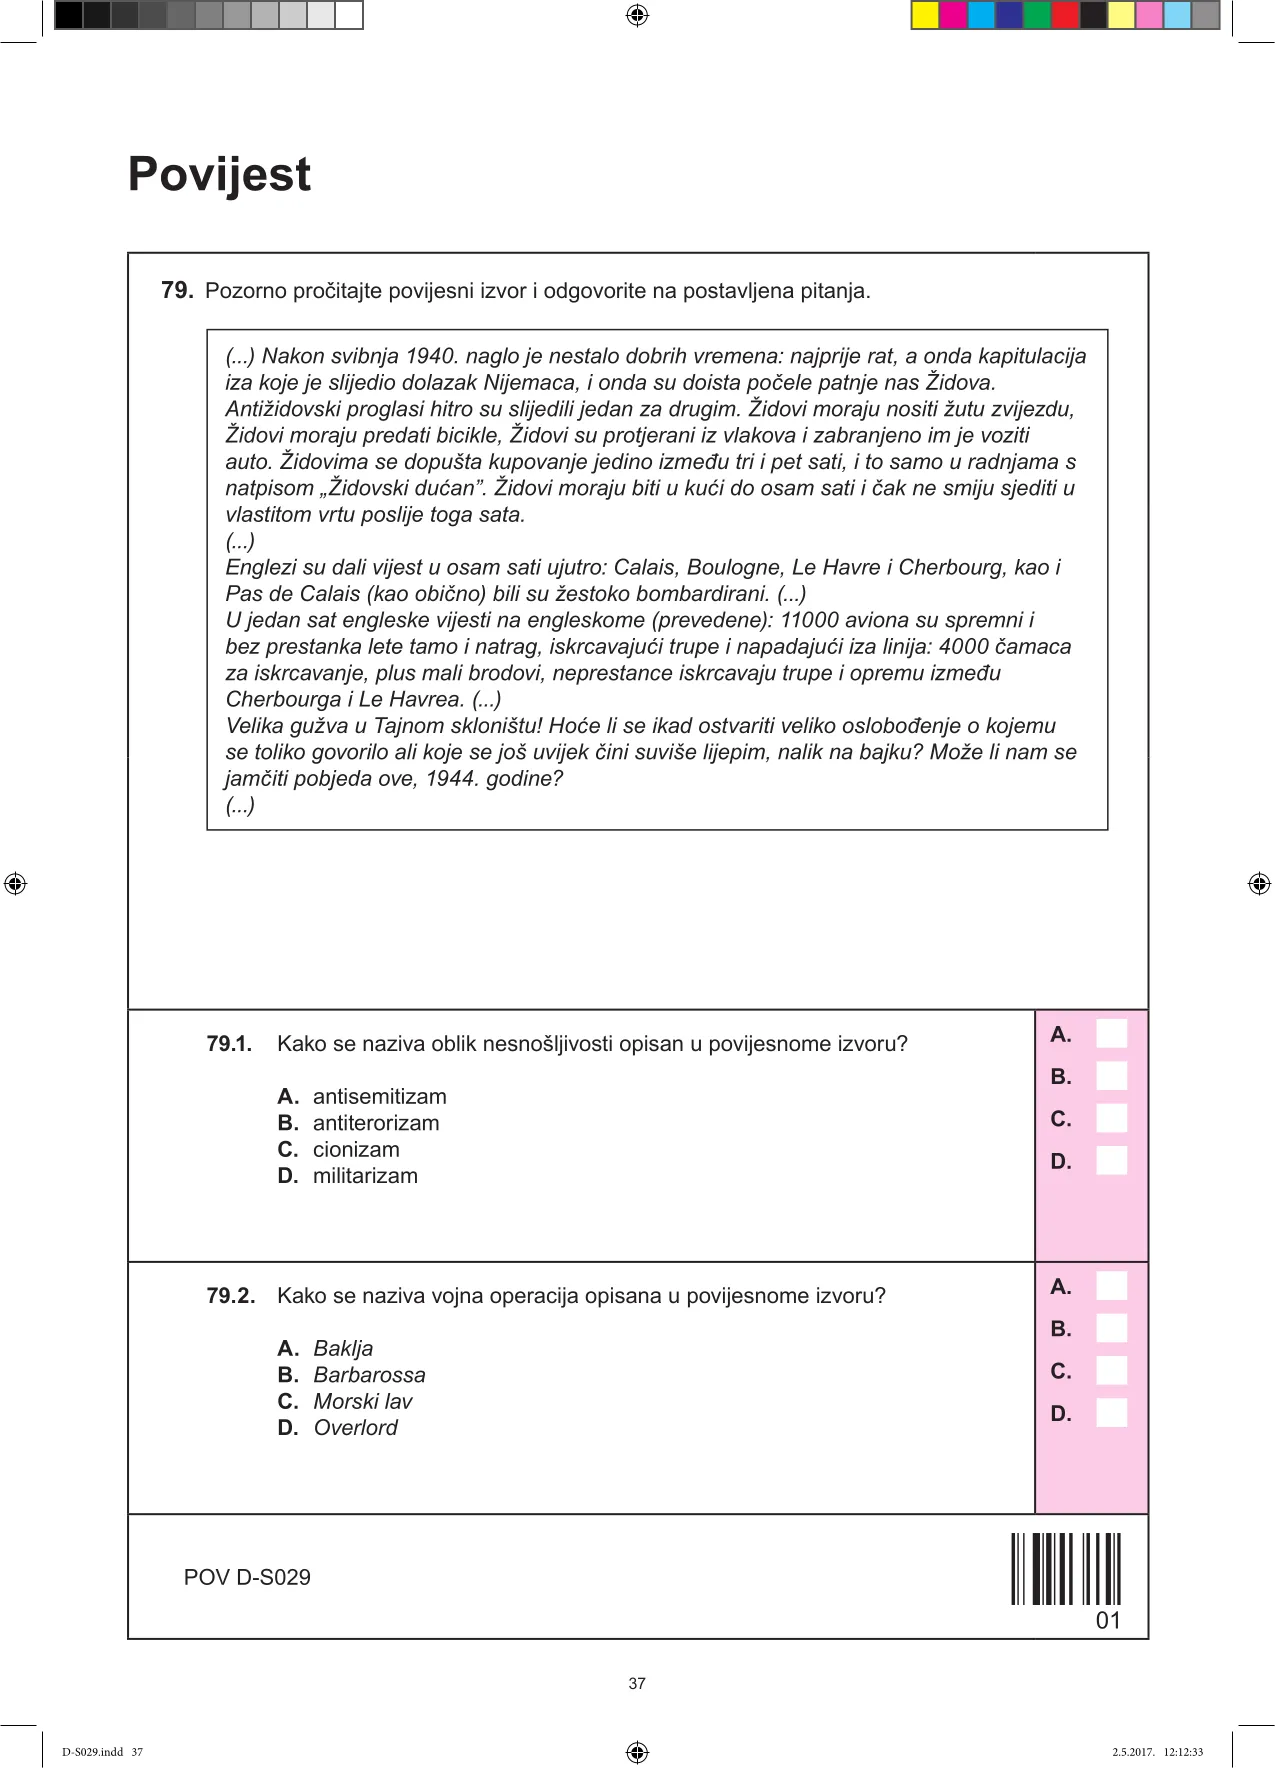 Povijest
79. Pozorno pročitajte povijesni izvor i odgovorite na postavljena pitanja.
(...) Nakon svibnja 1940. naglo je nestalo dobrih vremena: najprije rat, a onda kapitulacija
iza koje je slijedio dolazak Nijemaca, i onda su doista počele patnje nas Židova.
Antižidovski proglasi hitro su slijedili jedan za drugim. Židovi moraju nositi žutu zvijezdu,
Židovi moraju predati bicikle, Židovi su protjerani iz vlakova i zabranjeno im je voziti
auto. Židovima se dopušta kupovanje jedino između tri i pet sati, i to samo u radnjama s
natpisom „Židovski dućan”. Židovi moraju biti u kući do osam sati i čak ne smiju sjediti u
vlastitom vrtu poslije toga sata.
(...)
Englezi su dali vijest u osam sati ujutro: Calais, Boulogne, Le Havre i Cherbourg, kao i
Pas de Calais (kao obično) bili su žestoko bombardirani. (...)
U jedan sat engleske vijesti na engleskome (prevedene): 11000 aviona su spremni i
bez prestanka lete tamo i natrag, iskrcavajući trupe i napadajući iza linija: 4000 čamaca
za iskrcavanje, plus mali brodovi, neprestance iskrcavaju trupe i opremu između
Cherbourga i Le Havrea. (...)
Velika gužva u Tajnom skloništu! Hoće li se ikad ostvariti veliko oslobođenje o kojemu
se toliko govorilo ali koje se još uvijek čini suviše lijepim, nalik na bajku? Može li nam se
jamčiti pobjeda ove, 1944. godine?
(...)
79.1. Kako se naziva oblik nesnošljivosti opisan u povijesnome izvoru?
A. antisemitizam
B. antiterorizam
C. cionizam
D. militarizam
A.
B.
C.
D.
79.2. Kako se naziva vojna operacija opisana u povijesnome izvoru?
A. Baklja
B. Barbarossa
C. Morski lav
D. Overlord
A.
B.
C.
D.
POV D-S029
01
37
D-S029.indd 37
2.5.2017. 12:12:33